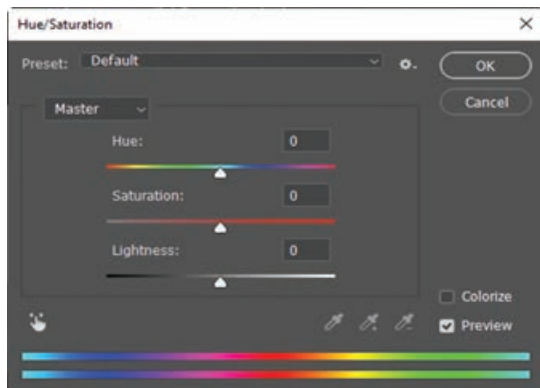 Hue/Saturation
Preset: Default
OK
Master
Cancel
Hue: 0
Saturation: 0
Lightness: 0
Colorize
Preview